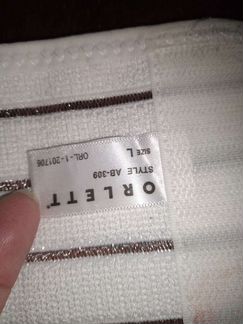 ORLETT®
STYLE AB-309
SIZE L
ORL-1-201706